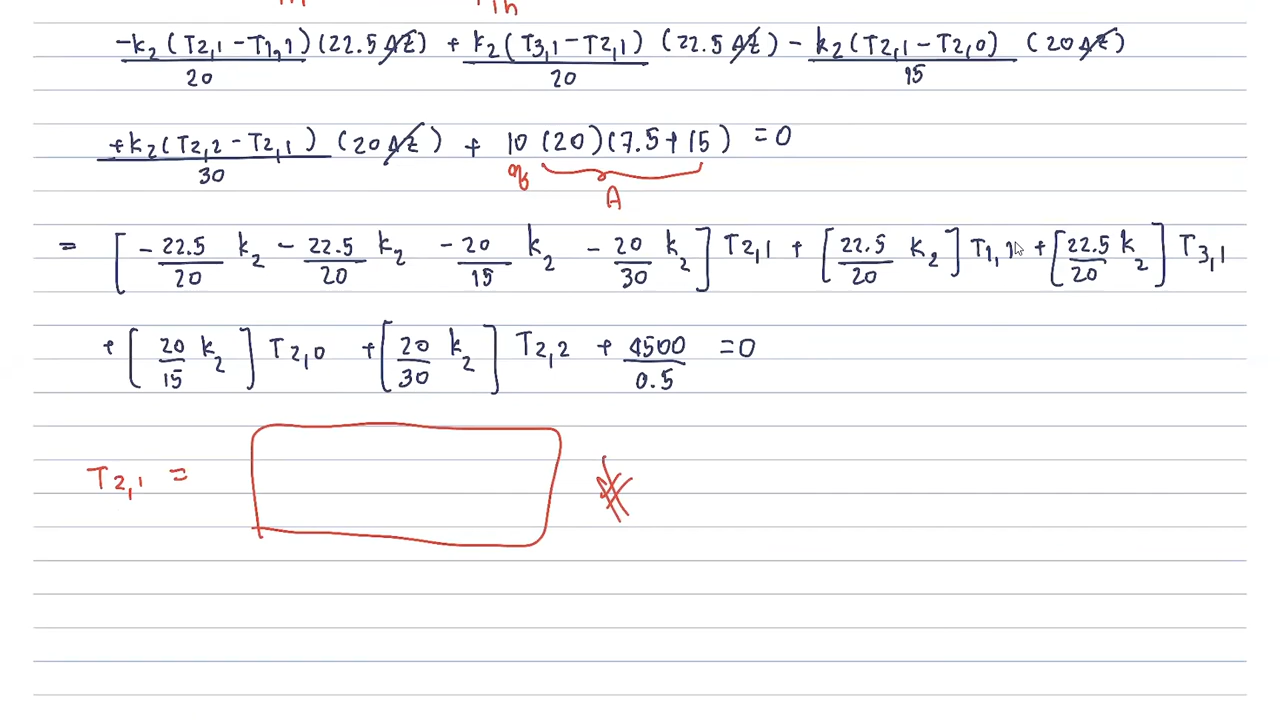 -k₂(T₂,₁ - T₁,₁)/20 (22.5 ΔZ) + k₂(T₃,₁ - T₂,₁)/20 (22.5 ΔZ) - k₂(T₂,₁ - T₂,₀)/15 (20 ΔZ)
+k₂(T₂,₂ - T₂,₁)/30 (20 ΔZ) + 10 (20)(7.5+15) = 0
A
= [-22.5/20 k₂ - 22.5/20 k₂ - 20/15 k₂ - 20/30 k₂] T₂,₁ + [22.5/20 k₂] T₁,₁ + [22.5/20 k₂] T₃,₁
+ [20/15 k₂] T₂,₀ + [20/30 k₂] T₂,₂ + 4500/0.5 = 0
T₂,₁ =